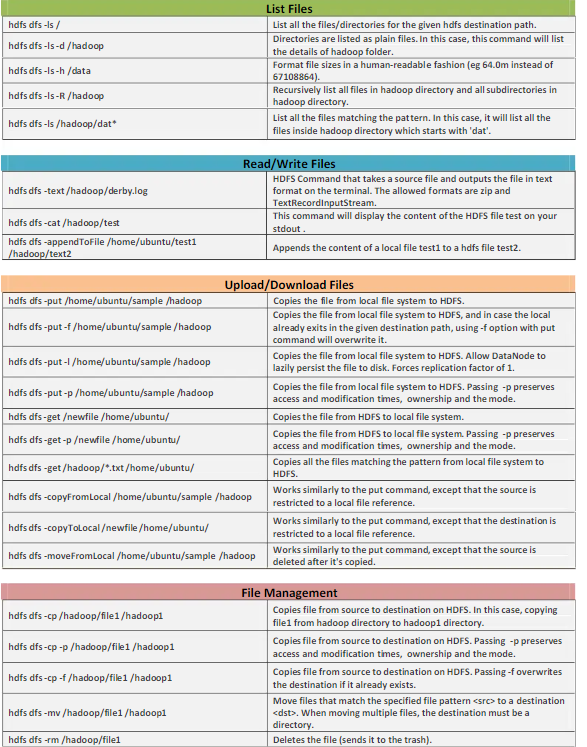 List Files
hdfs dfs -ls /
List all the files/directories for the given hdfs destination path.
hdfs dfs -ls -d /hadoop
Directories are listed as plain files. In this case, this command will list
the details of hadoop folder.
hdfs dfs -ls -h /data
Format file sizes in a human-readable fashion (eg 64.0m instead of
67108864).
hdfs dfs -ls -R /hadoop
Recursively list all files in hadoop directory and all subdirectories in
hadoop directory.
hdfs dfs -ls /hadoop/dat*
List all the files matching the pattern. In this case, it will list all the
files inside hadoop directory which starts with 'dat'.
Read/Write Files
hdfs dfs -text /hadoop/derby.log
HDFS Command that takes a source file and outputs the file in text
format on the terminal. The allowed formats are zip and
TextRecordInputStream.
hdfs dfs -cat /hadoop/test
This command will display the content of the HDFS file test on your
stdout .
hdfs dfs -appendToFile /home/ubuntu/test1
/hadoop/text2
Appends the content of a local file test1 to a hdfs file test2.
Upload/Download Files
hdfs dfs -put /home/ubuntu/sample /hadoop
Copies the file from local file system to HDFS.
hdfs dfs -put -f /home/ubuntu/sample /hadoop
Copies the file from local file system to HDFS, and in case the local
already exits in the given destination path, using -f option with put
command will overwrite it.
hdfs dfs -put -l /home/ubuntu/sample /hadoop
Copies the file from local file system to HDFS. Allow DataNode to
lazily persist the file to disk. Forces replication factor of 1.
hdfs dfs -put -p /home/ubuntu/sample /hadoop
Copies the file from local file system to HDFS. Passing -p preserves
access and modification times, ownership and the mode.
hdfs dfs -get /newfile /home/ubuntu/
Copies the file from HDFS to local file system.
hdfs dfs -get -p /newfile /home/ubuntu/
Copies the file from HDFS to local file system. Passing -p preserves
access and modification times, ownership and the mode.
hdfs dfs -get /hadoop/*.txt /home/ubuntu/
Copies all the files matching the pattern from local file system to
HDFS.
hdfs dfs -copyFromLocal /home/ubuntu/sample /hadoop
Works similarly to the put command, except that the source is
restricted to a local file reference.
hdfs dfs -copyToLocal /newfile /home/ubuntu/
Works similarly to the put command, except that the destination is
restricted to a local file reference.
hdfs dfs -moveFromLocal /home/ubuntu/sample /hadoop
Works similarly to the put command, except that the source is
deleted after it's copied.
File Management
hdfs dfs -cp /hadoop/file1 /hadoop1
Copies file from source to destination on HDFS. In this case, copying
file1 from hadoop directory to hadoop1 directory.
hdfs dfs -cp -p /hadoop/file1 /hadoop1
Copies file from source to destination on HDFS. Passing -p preserves
access and modification times, ownership and the mode.
hdfs dfs -cp -f /hadoop/file1 /hadoop1
Copies file from source to destination on HDFS. Passing -f overwrites
the destination if it already exists.
hdfs dfs -mv /hadoop/file1 /hadoop1
Move files that match the specified file pattern <src> to a destination
<dst>. When moving multiple files, the destination must be a
directory.
hdfs dfs -rm /hadoop/file1
Deletes the file (sends it to the trash).